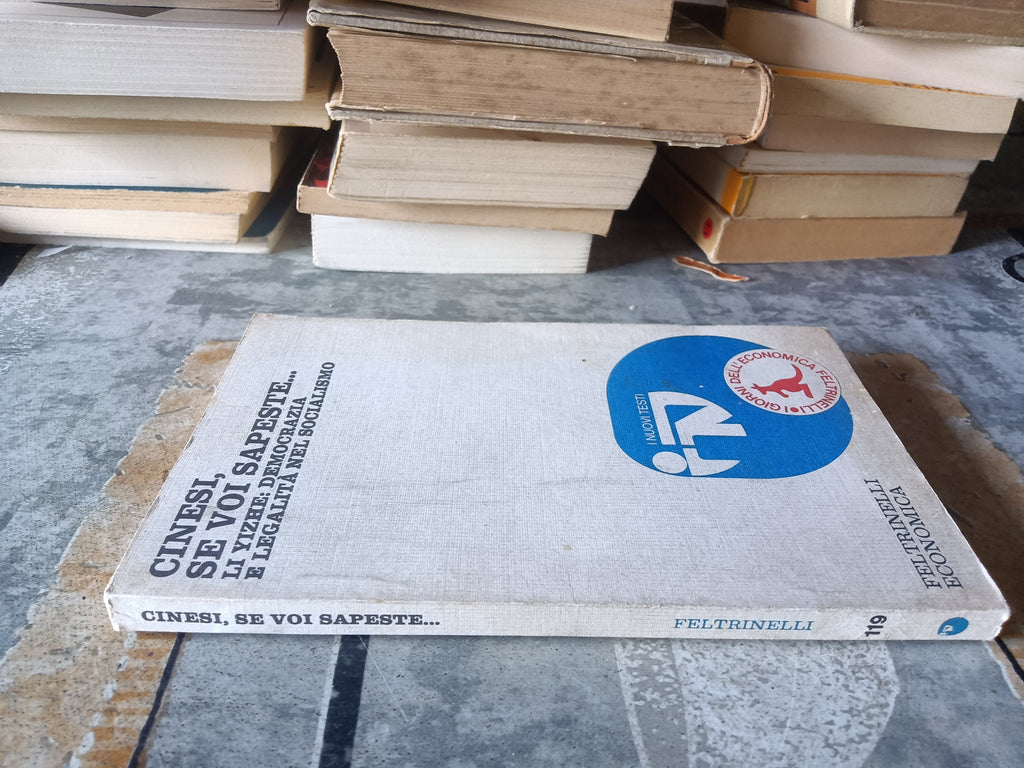 CINESI,
SE VOI SAPESTE...
LI YIZHE: DEMOCRAZIA
E LEGALITÀ NEL SOCIALISMO
I NUOVI TESTI
I GIORNI DELL'ECONOMICA FELTRINELLI
FELTRINELLI
ECONOMICA
CINESI, SE VOI SAPESTE...
FELTRINELLI
119